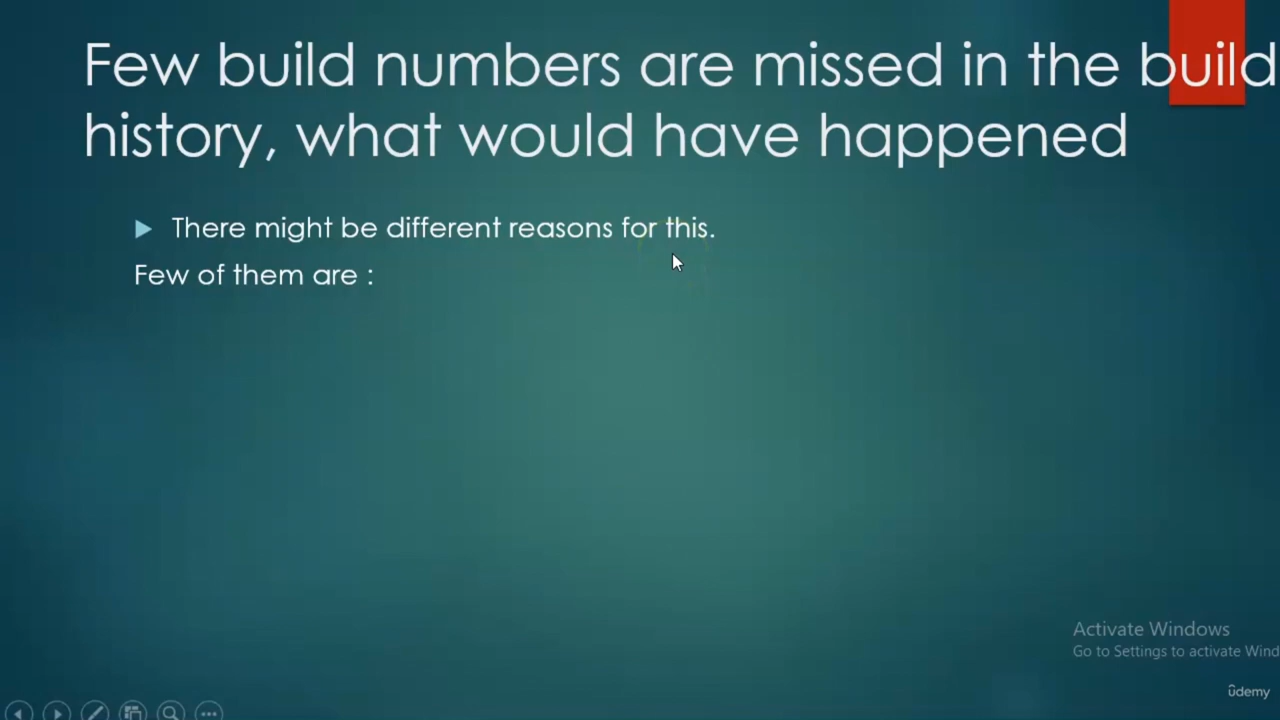 Few build numbers are missed in the build
history, what would have happened
There might be different reasons for this.
Few of them are :
Activate Windows
Go to Settings to activate Wind
ûdemy